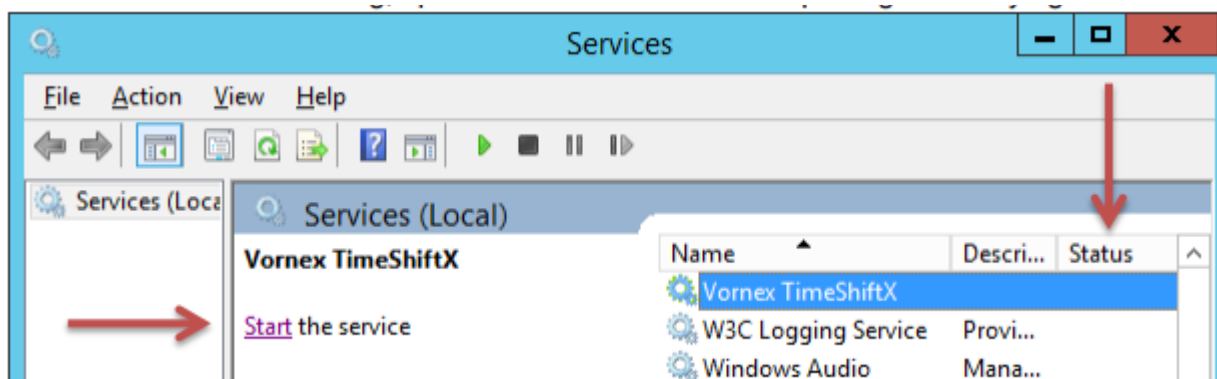 Services
File Action View Help
Services (Loca
Services (Local)
Vornex TimeShiftX
Start the service
Name Descri... Status
Vornex TimeShiftX
W3C Logging Service Provi...
Windows Audio Mana...